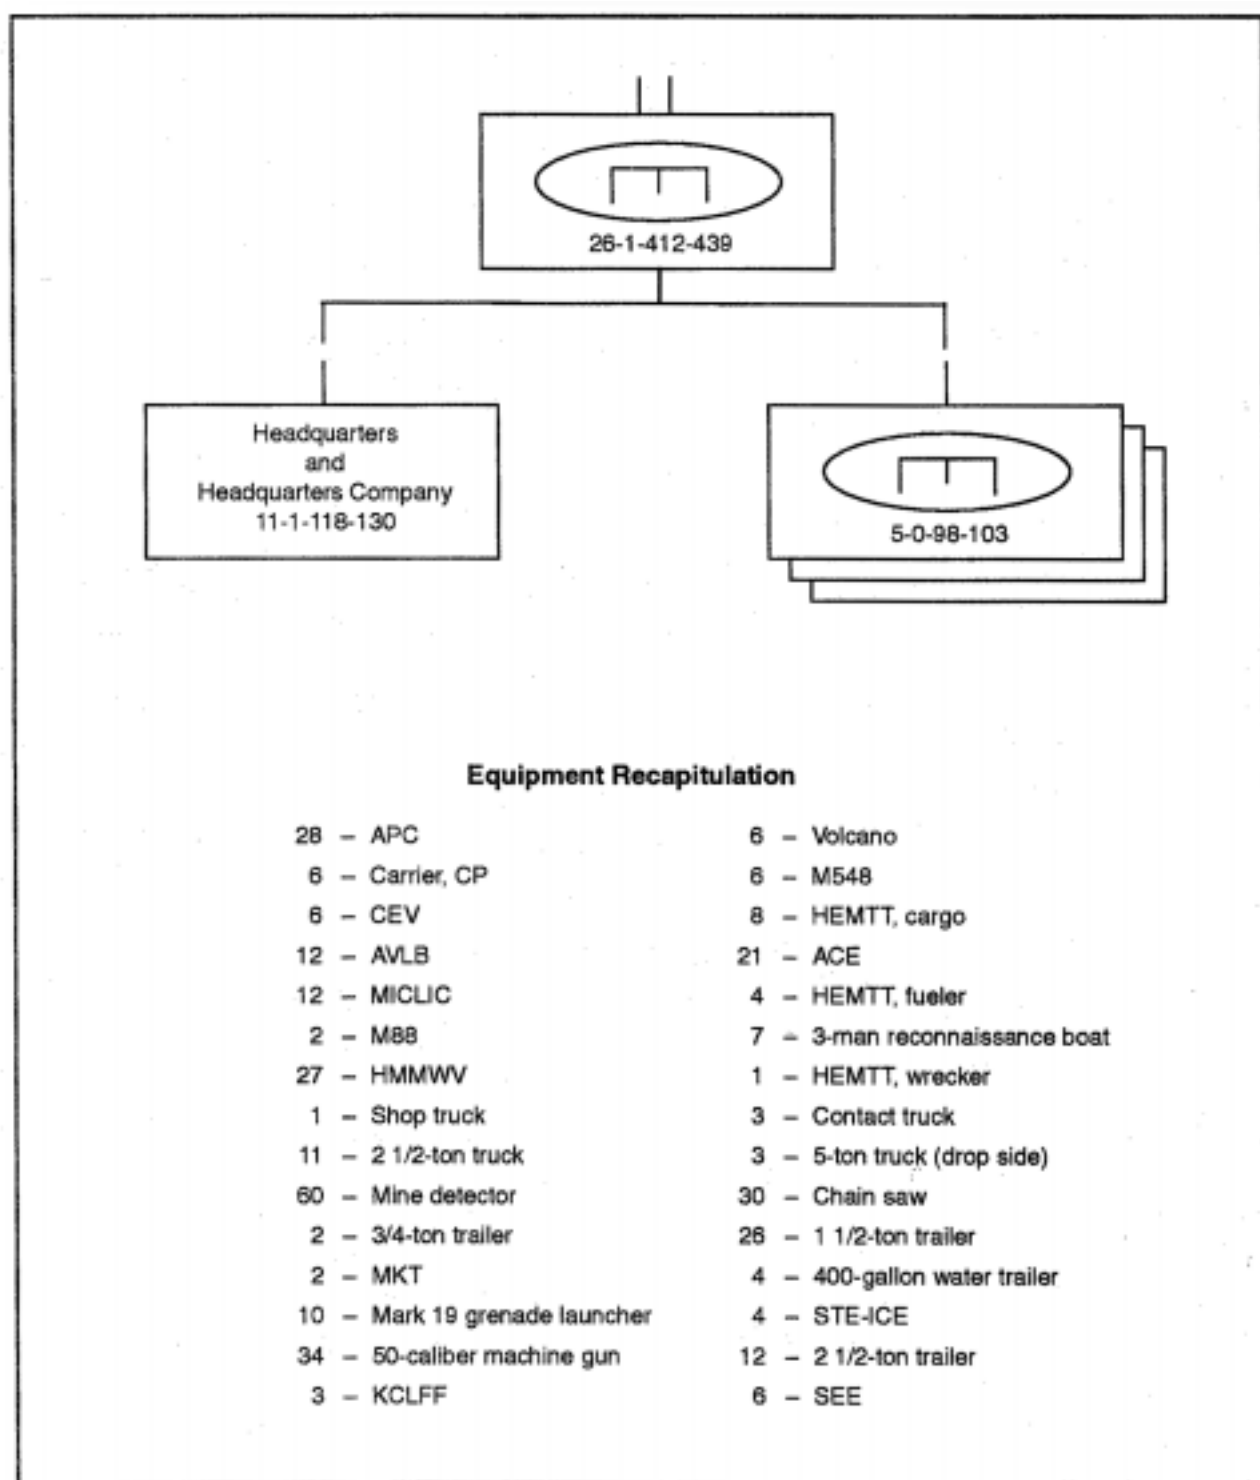 26-1-412-439
Headquarters
and
Headquarters Company
11-1-118-130
5-0-98-103
Equipment Recapitulation
28 – APC
6 – Carrier, CP
6 – CEV
12 – AVLB
12 – MICLIC
2 – M88
27 – HMMWV
1 – Shop truck
11 – 2 1/2-ton truck
60 – Mine detector
2 – 3/4-ton trailer
2 – MKT
10 – Mark 19 grenade launcher
34 – 50-caliber machine gun
3 – KCLFF
6 – Volcano
6 – M548
8 – HEMTT, cargo
21 – ACE
4 – HEMTT, fueler
7 – 3-man reconnaissance boat
1 – HEMTT, wrecker
3 – Contact truck
3 – 5-ton truck (drop side)
30 – Chain saw
26 – 1 1/2-ton trailer
4 – 400-gallon water trailer
4 – STE-ICE
12 – 2 1/2-ton trailer
6 – SEE